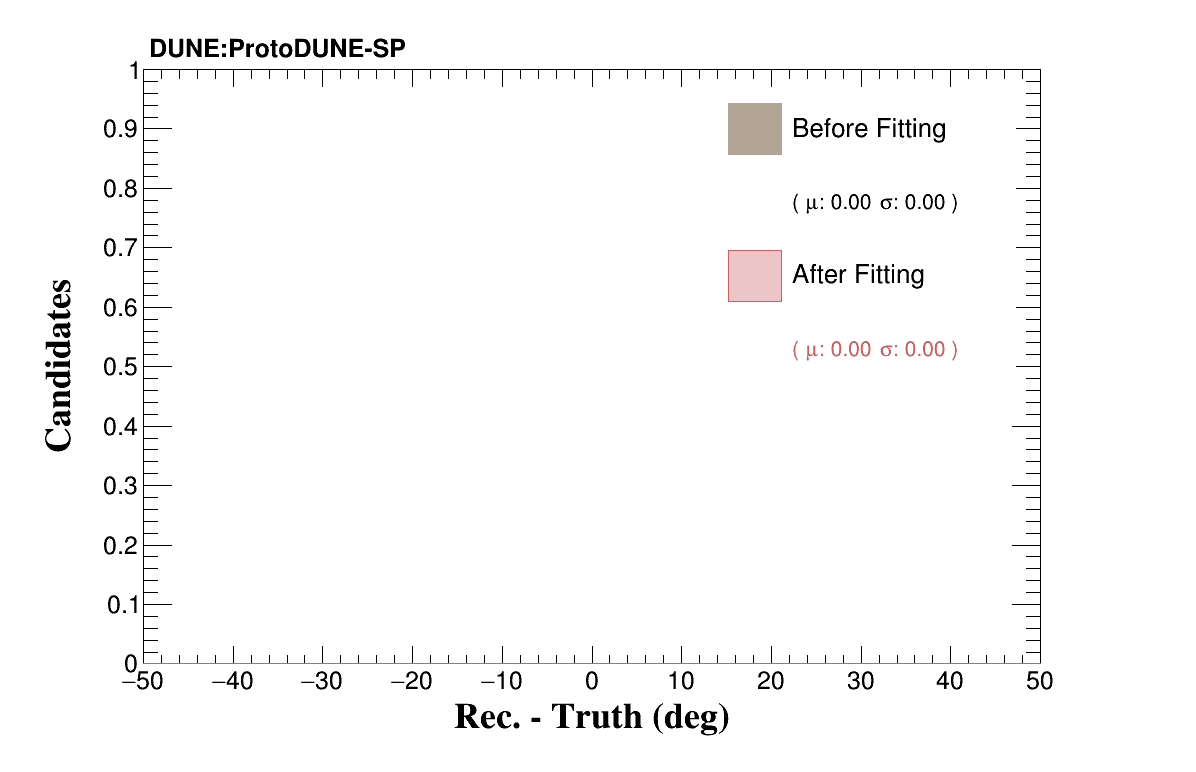 DUNE:ProtoDUNE-SP
1
0.9
0.8
0.7
0.6
0.5
0.4
0.3
0.2
0.1
0
Candidates
Before Fitting
( μ: 0.00 σ: 0.00 )
After Fitting
( μ: 0.00 σ: 0.00 )
−50 −40 −30 −20 −10 0 10 20 30 40 50
Rec. - Truth (deg)